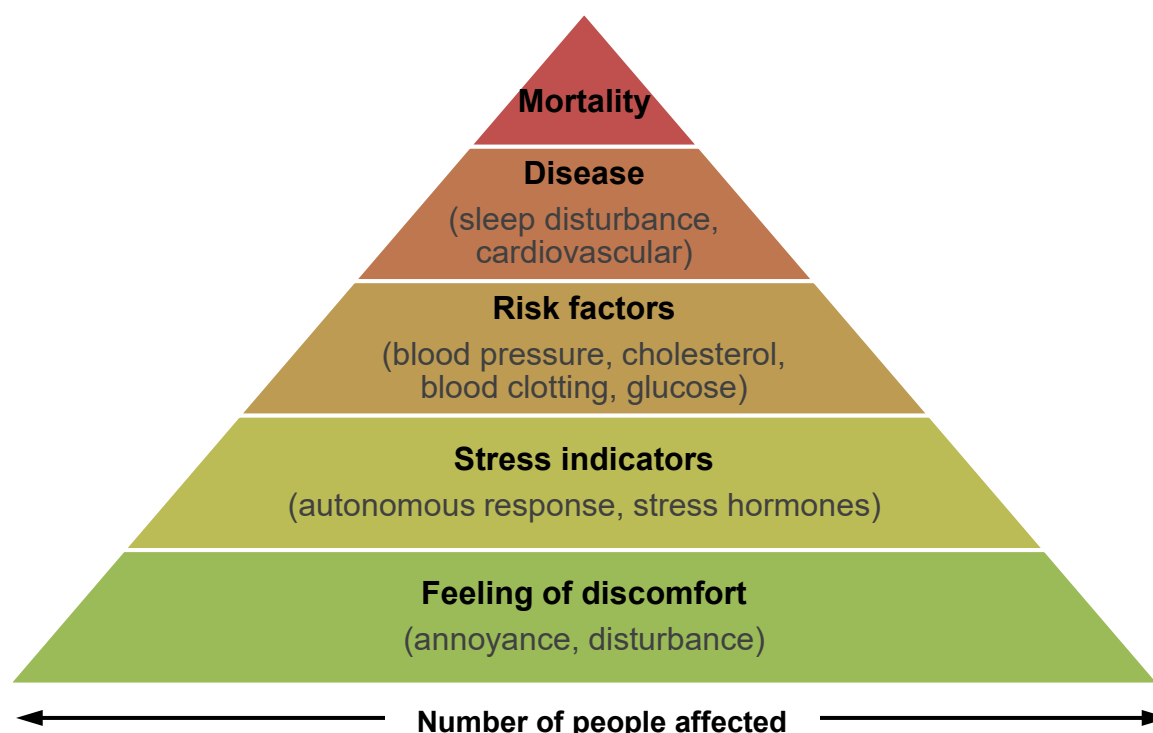 Mortality
Disease
(sleep disturbance,
cardiovascular)
Risk factors
(blood pressure, cholesterol,
blood clotting, glucose)
Stress indicators
(autonomous response, stress hormones)
Feeling of discomfort
(annoyance, disturbance)
Number of people affected